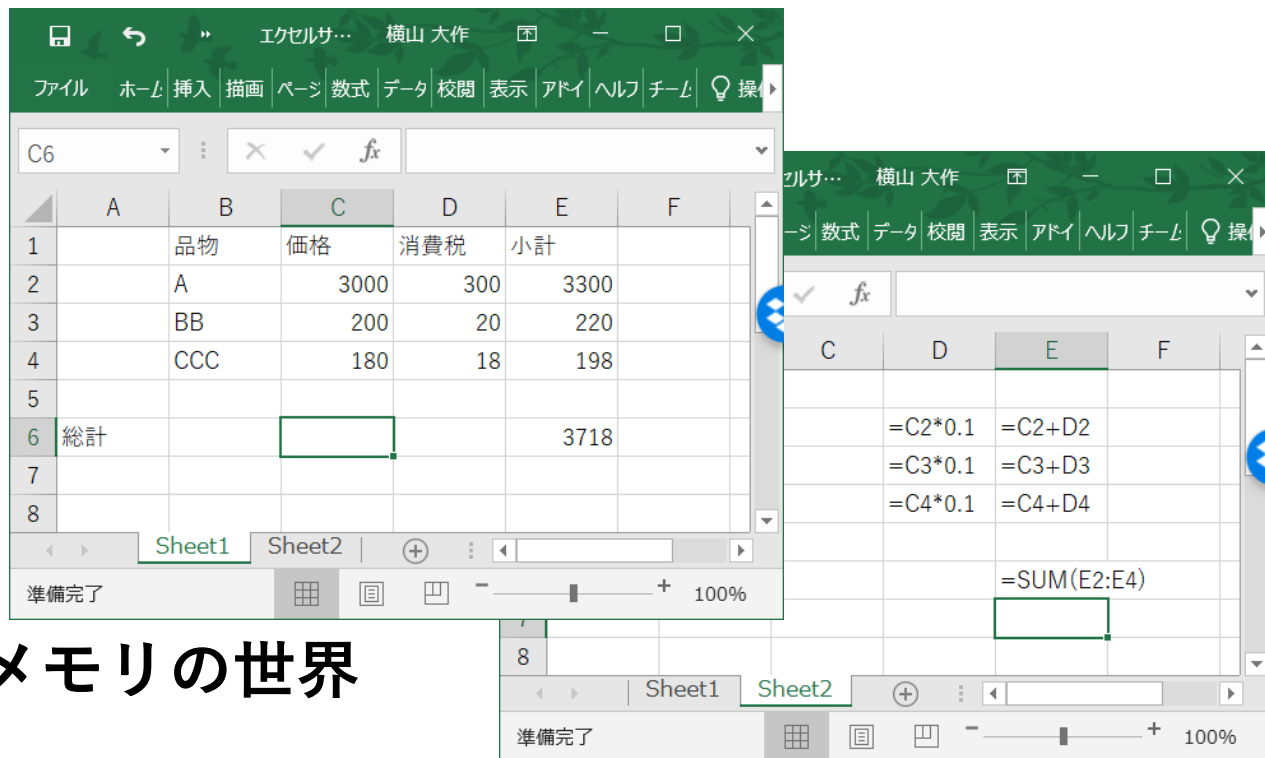 エクセルサ… 横山 大作
ファイル ホーム 挿入 描画 ページ 数式 データ 校閲 表示 アドイ ヘルプ チーム 操
C6 fx
A B C D E F
1 品物 価格 消費税 小計
2 A 3000 300 3300
3 BB 200 20 220
4 CCC 180 18 198
5
6 総計 3718
7
8
Sheet1 Sheet2
準備完了 100%
セルサ… 横山 大作
ージ 数式 データ 校閲 表示 アドイ ヘルプ チーム 操
fx
C D E F
=C2*0.1 =C2+D2
=C3*0.1 =C3+D3
=C4*0.1 =C4+D4
=SUM(E2:E4)
7
8
Sheet1 Sheet2
準備完了 100%
メモリの世界